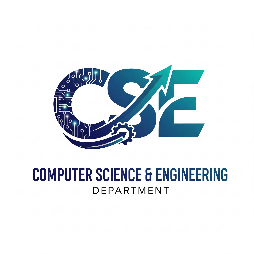 CSE
COMPUTER SCIENCE & ENGINEERING
DEPARTMENT